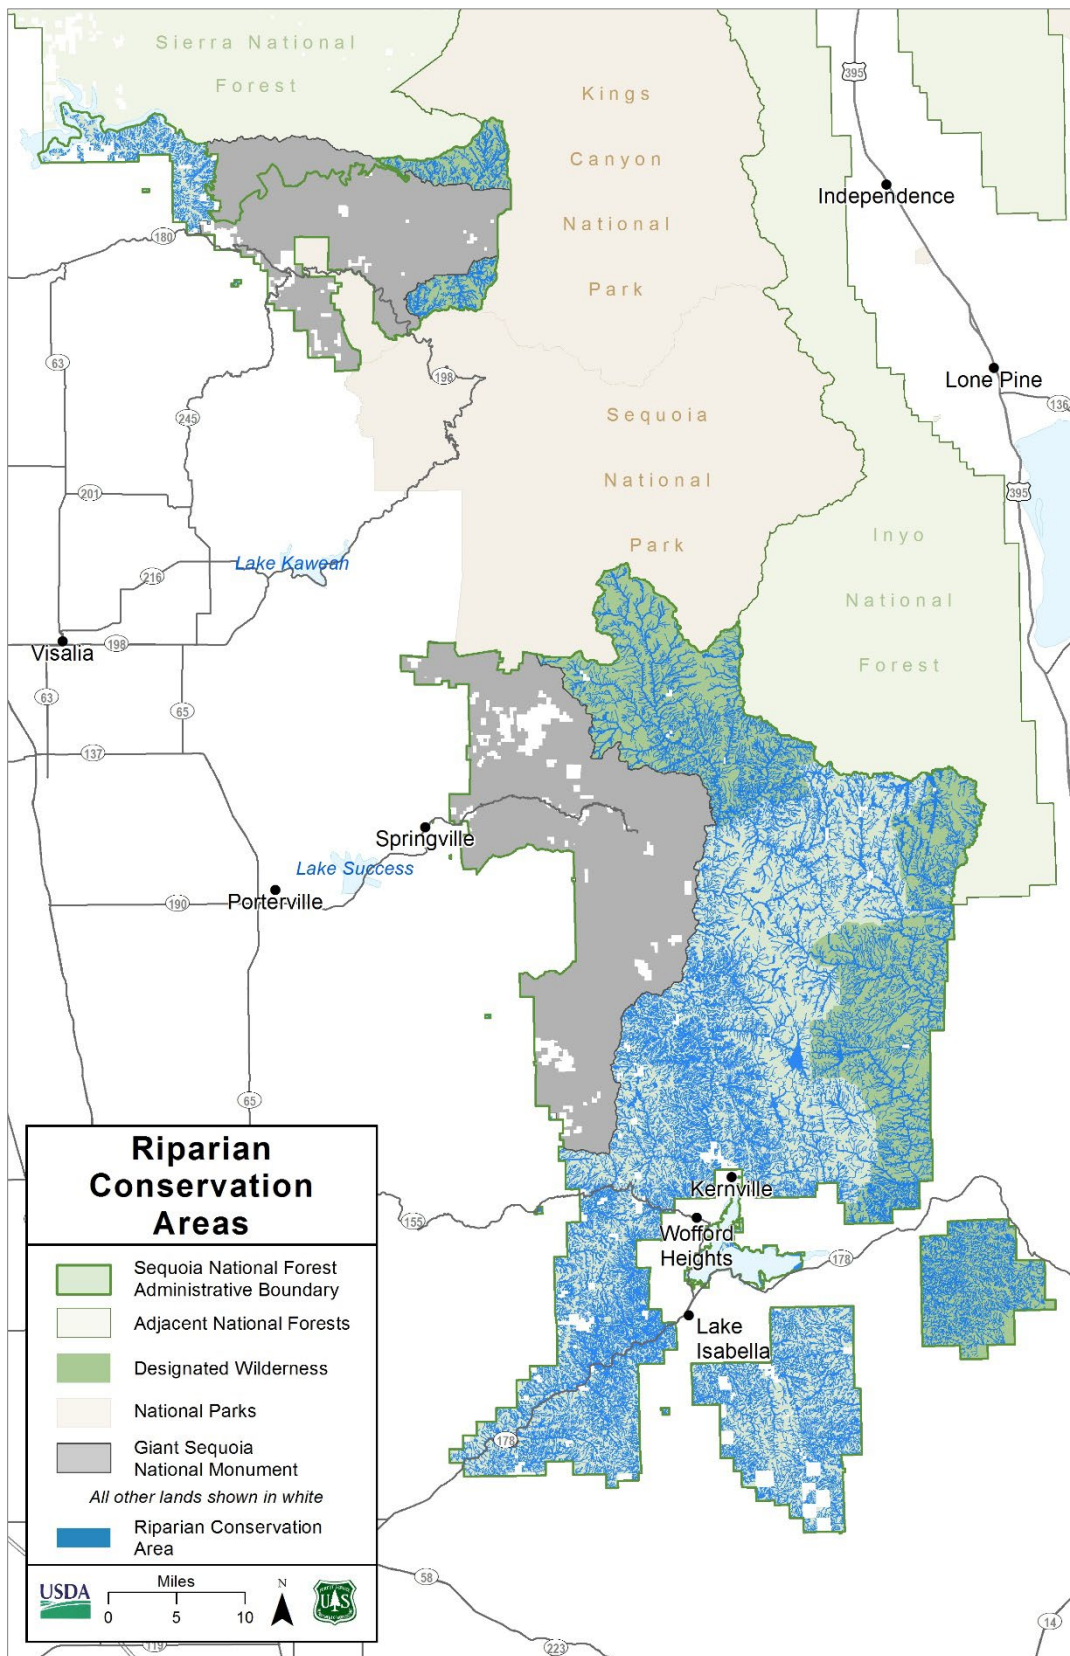 Sierra National
Forest
Kings
Canyon
National
Park
395
Independence
180
63
245
198
Lone Pine
136
Sequoia
National
Park
395
201
Inyo
National
Forest
Lake Kaweah
216
Visalia
198
63
65
137
Springville
Lake Success
Porterville
190
65
Kernville
155
Wofford
Heights
178
Lake
Isabella
178
58
14
223
119
Riparian
Conservation
Areas
Sequoia National Forest
Administrative Boundary
Adjacent National Forests
Designated Wilderness
National Parks
Giant Sequoia
National Monument
All other lands shown in white
Riparian Conservation
Area
USDA
Miles
0 5 10
N
U S